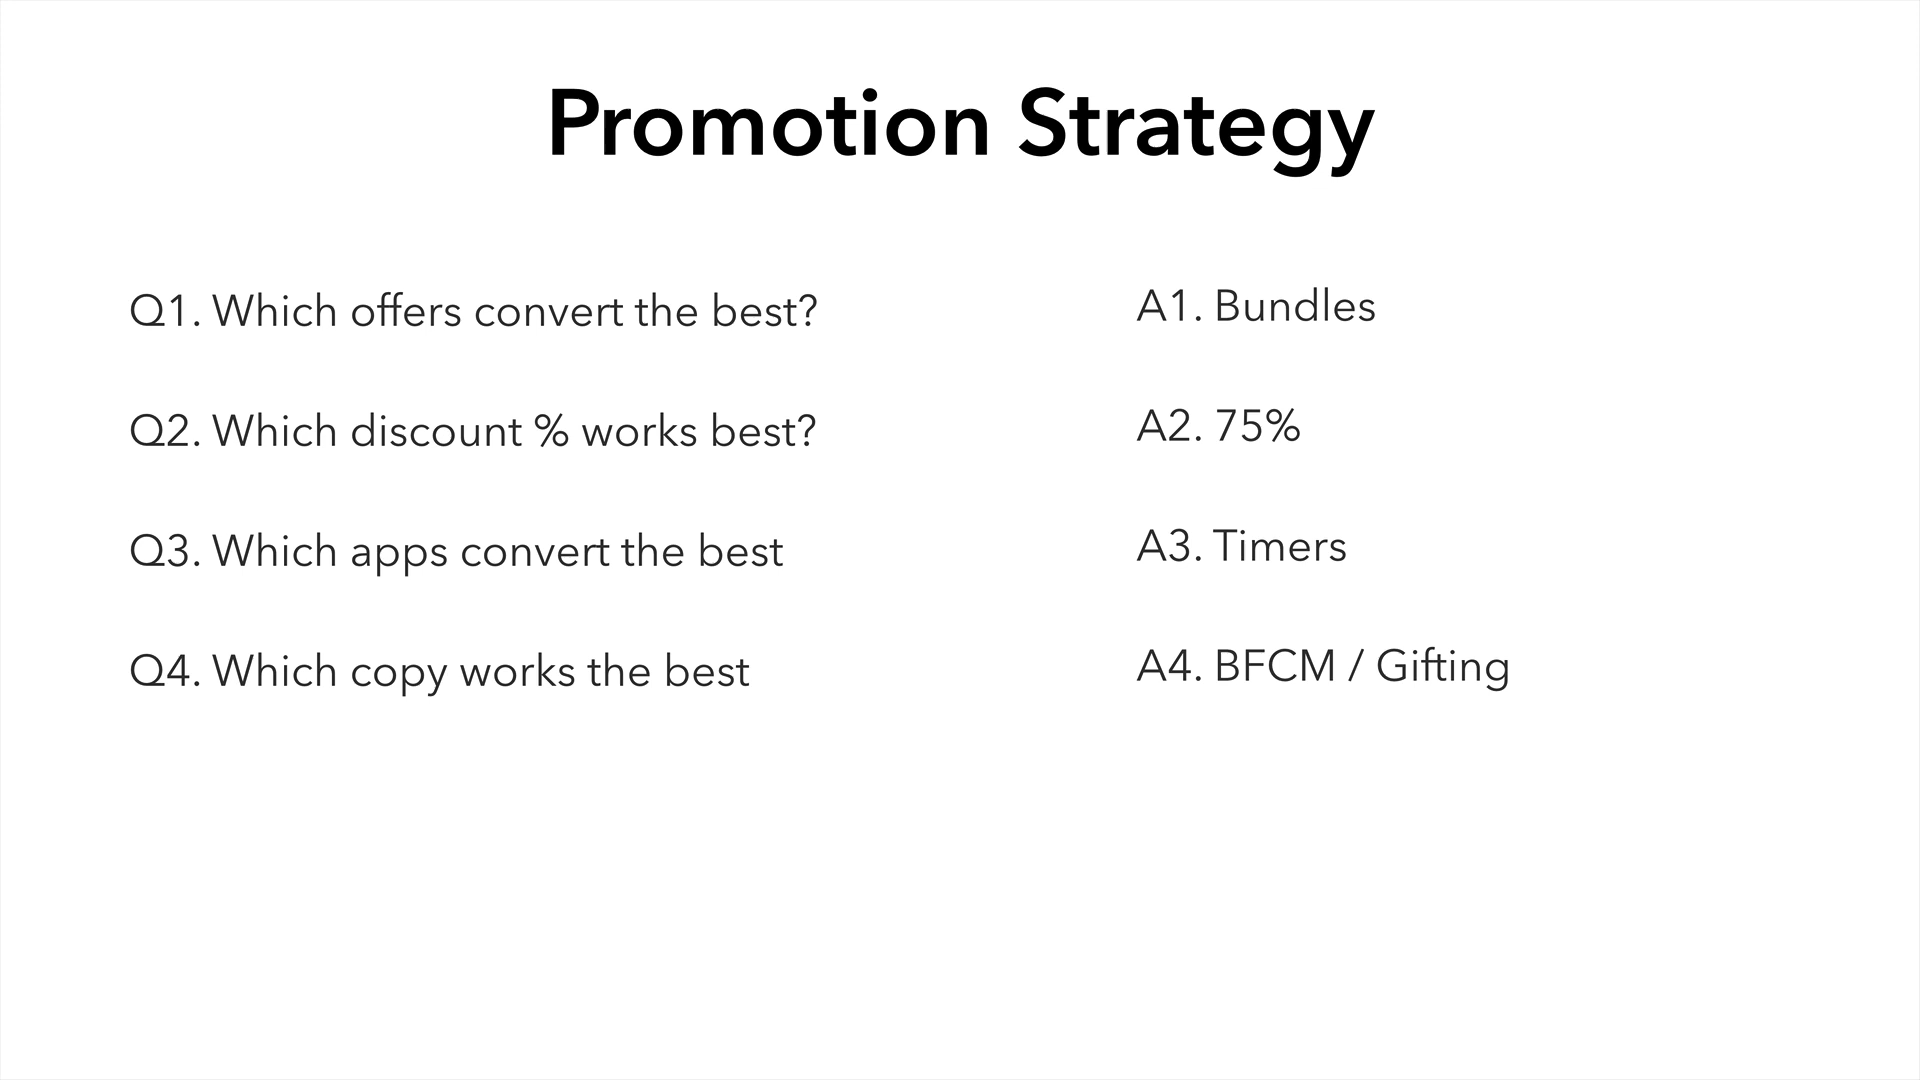 Promotion Strategy
Q1. Which offers convert the best?
A1. Bundles
Q2. Which discount % works best?
A2. 75%
Q3. Which apps convert the best
A3. Timers
Q4. Which copy works the best
A4. BFCM / Gifting